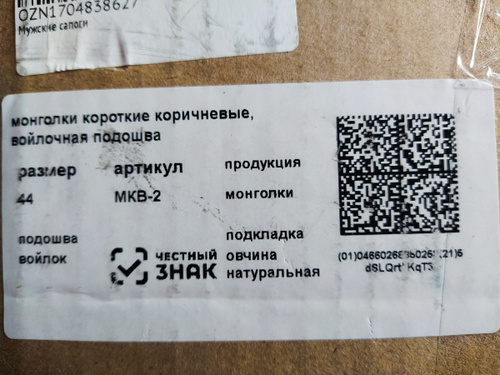 OZN1704838627
Мужские сапоги
монголки короткие коричневые,
войлочная подошва
размер артикул продукция
44 МКВ-2 монголки
подошва подкладка
войлок ЧЕСТНЫЙ ЗНАК овчина
натуральная